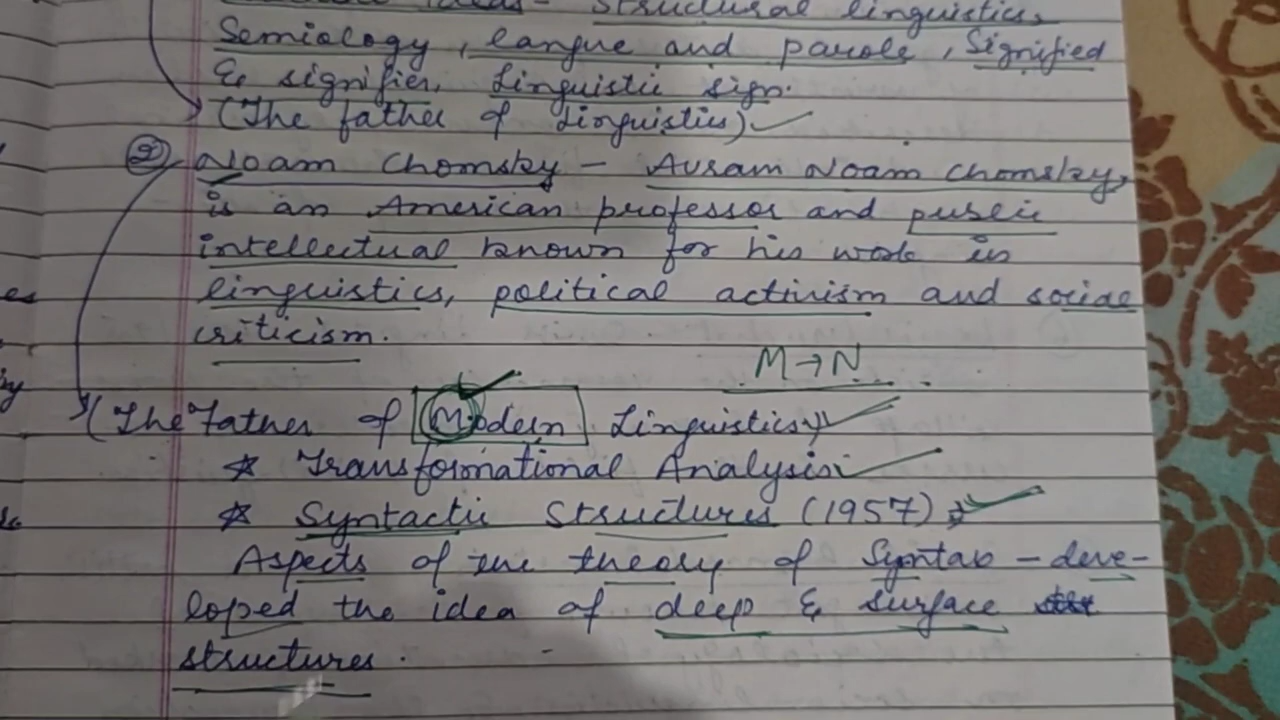 Ideas - Structural linguistics,
Semiology, langue and parole, Signified
& signifier, Linguistic sign.
(The father of Linguistics)
② Noam Chomsky - Avram Noam Chomsky,
is an American professor and public
intellectual known for his work in
linguistics, political activism and social
criticism.
M→N
(The Father of Modern Linguistics)
☆ Transformational Analysis
☆ Syntactic Structures (1957),
Aspects of the theory of Syntax - deve-
loped the idea of deep & surface
structures.